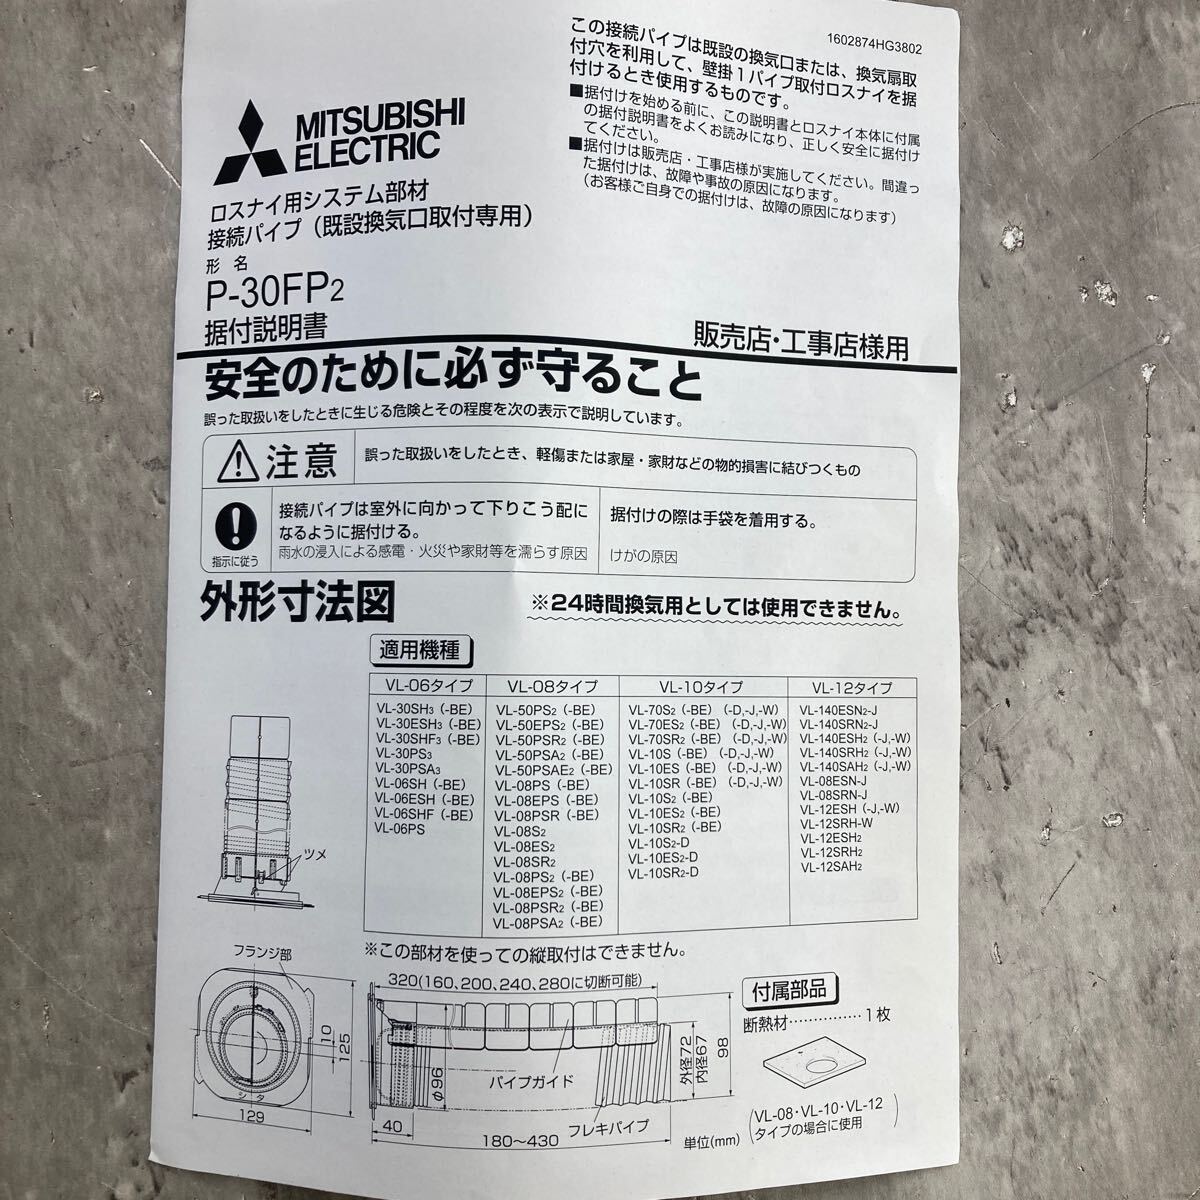 この接続パイプは既設の換気口または、換気扇取
付穴を利用して、壁掛1パイプ取付ロスナイを据
付けるとき使用するものです。
1602874HG3802
■据付けを始める前に、この説明書とロスナイ本体に付属
の据付説明書をよくお読みになり、正しく安全に据付け
てください。
■据付けは販売店・工事店様が実施してください。間違っ
た据付けは、故障や事故の原因になります。
(お客様ご自身での据付けは、故障の原因になります)
MITSUBISHI
ELECTRIC
ロスナイ用システム部材
接続パイプ(既設換気口取付専用)
形名
P-30FP2
据付説明書
販売店・工事店様用
安全のために必ず守ること
誤った取扱いをしたときに生じる危険とその程度を次の表示で説明しています。
注意
誤った取扱いをしたとき、軽傷または家屋・家財などの物的損害に結びつくもの
指示に従う
接続パイプは室外に向かって下りこう配に
なるように据付ける。
雨水の浸入による感電・火災や家財等を濡らす原因
据付けの際は手袋を着用する。
けがの原因
外形寸法図
※24時間換気用としては使用できません。
適用機種
VL-06タイプ
VL-30SH3(-BE)
VL-30ESH3(-BE)
VL-30SHF3(-BE)
VL-30PS3
VL-30PSA3
VL-06SH(-BE)
VL-06ESH(-BE)
VL-06SHF(-BE)
VL-06PS
VL-08タイプ
VL-50PS2(-BE)
VL-50EPS2(-BE)
VL-50PSR2(-BE)
VL-50PSA2(-BE)
VL-50PSAE2(-BE)
VL-08PS(-BE)
VL-08EPS(-BE)
VL-08PSR(-BE)
VL-08S2
VL-08ES2
VL-08SR2
VL-08PS2(-BE)
VL-08EPS2(-BE)
VL-08PSR2(-BE)
VL-08PSA2(-BE)
VL-10タイプ
VL-70S2(-BE)(-D,-J,-W)
VL-70ES2(-BE)(-D,-J,-W)
VL-70SR2(-BE)(-D,-J,-W)
VL-10S(-BE)(-D,-J,-W)
VL-10ES(-BE)(-D,-J,-W)
VL-10SR(-BE)(-D,-J,-W)
VL-10S2(-BE)
VL-10ES2(-BE)
VL-10SR2(-BE)
VL-10S2-D
VL-10ES2-D
VL-10SR2-D
VL-12タイプ
VL-140ESN2-J
VL-140SRN2-J
VL-140ESH2(-J,-W)
VL-140SRH2(-J,-W)
VL-140SAH2(-J,-W)
VL-08ESN-J
VL-08SRN-J
VL-12ESH(-J,-W)
VL-12SRH-W
VL-12ESH2
VL-12SRH2
VL-12SAH2
ツメ
※この部材を使っての縦取付はできません。
フランジ部
シタ
10
125
129
320(160,200,240,280に切断可能)
φ96
パイプガイド
フレキパイプ
外径72
内径67
98
40
180〜430
単位(mm)
付属部品
断熱材……………1枚
(VL-08・VL-10・VL-12
タイプの場合に使用)